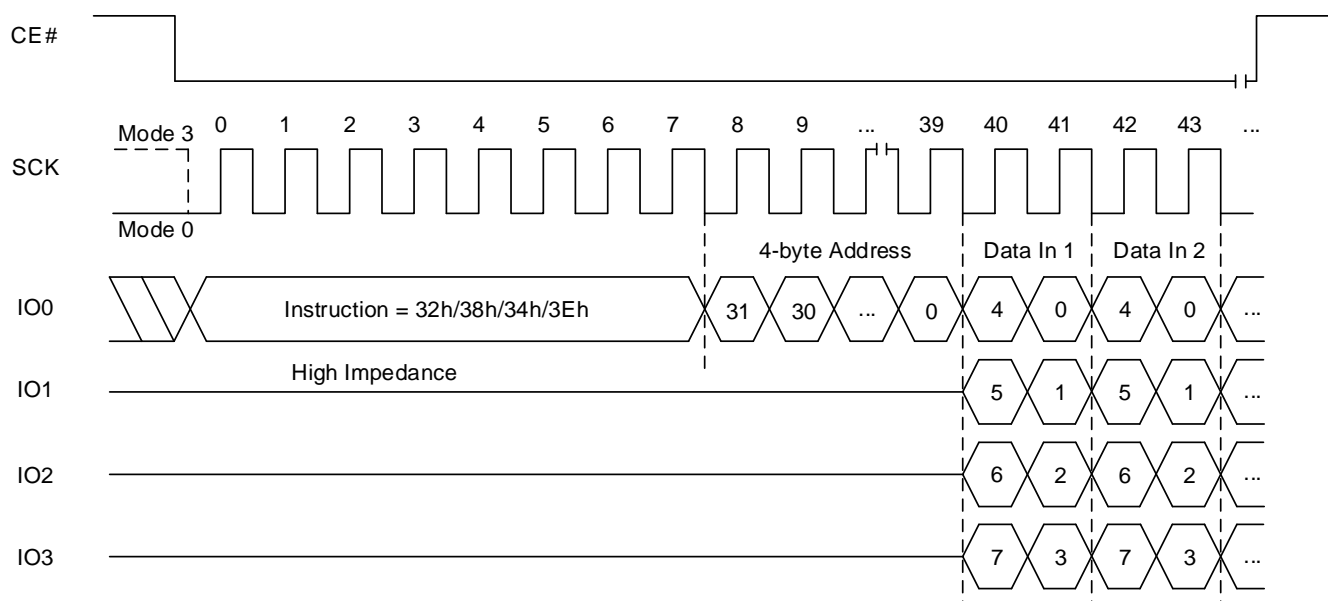 CE#
Mode 3 0 1 2 3 4 5 6 7 8 9 ... 39 40 41 42 43 ...
SCK
Mode 0
4-byte Address Data In 1 Data In 2
IO0 Instruction = 32h/38h/34h/3Eh 31 30 ... 0 4 0 4 0 ...
High Impedance
IO1 5 1 5 1 ...
IO2 6 2 6 2 ...
IO3 7 3 7 3 ...